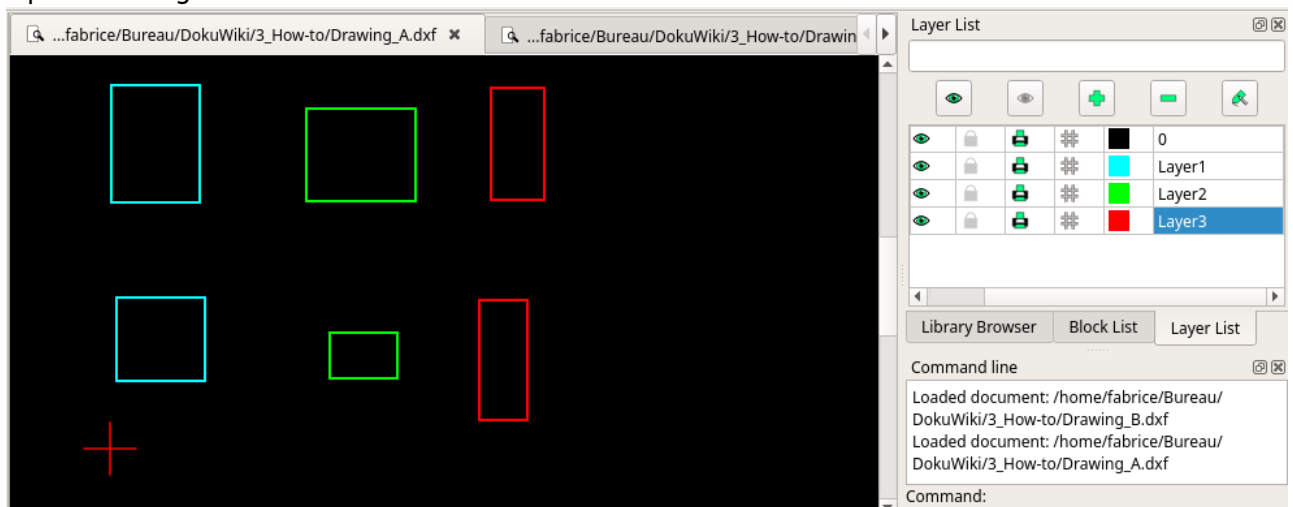 ...fabrice/Bureau/DokuWiki/3_How-to/Drawing_A.dxf
...fabrice/Bureau/DokuWiki/3_How-to/Drawin
Layer List
0
Layer1
Layer2
Layer3
Library Browser
Block List
Layer List
Command line
Loaded document: /home/fabrice/Bureau/
DokuWiki/3_How-to/Drawing_B.dxf
Loaded document: /home/fabrice/Bureau/
DokuWiki/3_How-to/Drawing_A.dxf
Command: